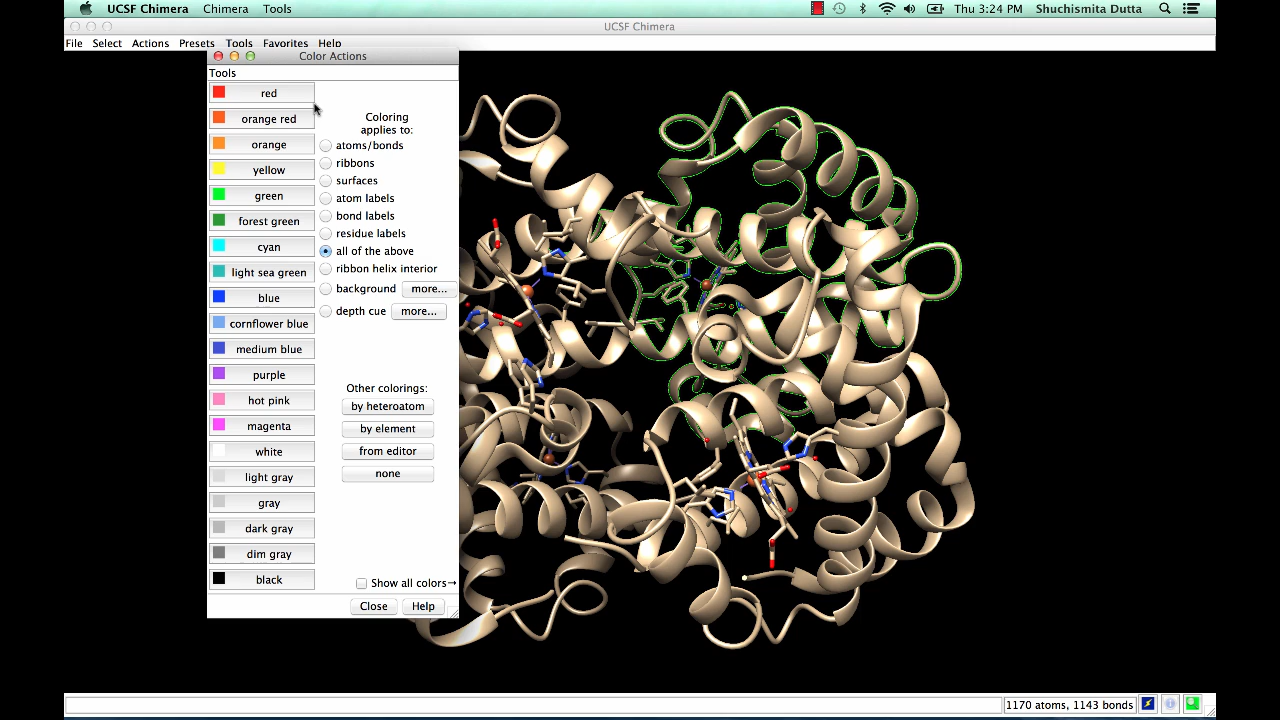 UCSF Chimera Chimera Tools Thu 3:24 PM Shuchismita Dutta
UCSF Chimera
File Select Actions Presets Tools Favorites Help
Color Actions
Tools
red
orange red
orange
yellow
green
forest green
cyan
light sea green
blue
cornflower blue
medium blue
purple
hot pink
magenta
white
light gray
gray
dark gray
dim gray
black
Coloring
applies to:
atoms/bonds
ribbons
surfaces
atom labels
bond labels
residue labels
all of the above
ribbon helix interior
background more...
depth cue more...
Other colorings:
by heteroatom
by element
from editor
none
Show all colors→
Close Help
1170 atoms, 1143 bonds